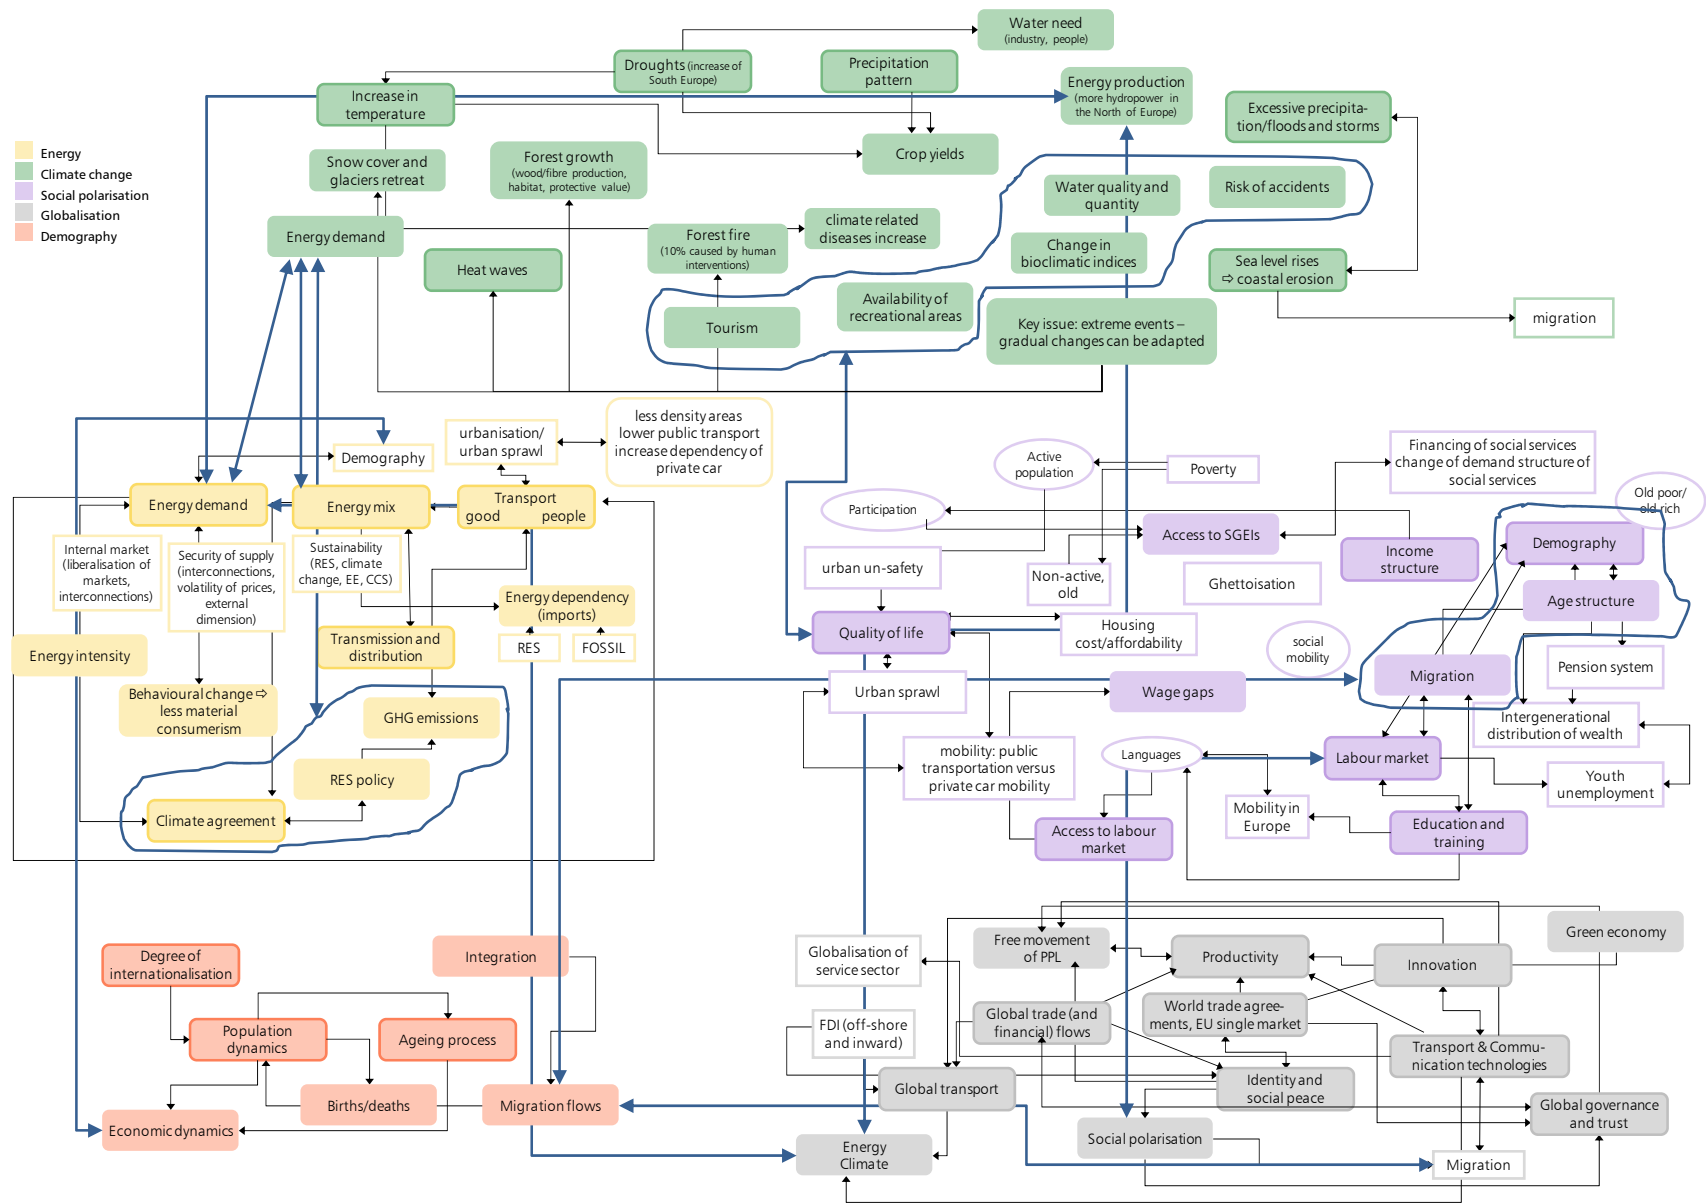 Water need
(industry, people)
Droughts (increase of
South Europe)
Precipitation
pattern
Energy production
(more hydropower in
the North of Europe)
Increase in
temperature
Excessive precipita-
tion/floods and storms
Energy
Climate change
Social polarisation
Globalisation
Demography
Snow cover and
glaciers retreat
Forest growth
(wood/fibre production,
habitat, protective value)
Crop yields
Water quality and
quantity
Risk of accidents
Energy demand
Forest fire
(10% caused by human
interventions)
climate related
diseases increase
Heat waves
Change in
bioclimatic indices
Sea level rises
⇨ coastal erosion
Tourism
Availability of
recreational areas
Key issue: extreme events –
gradual changes can be adapted
migration
Demography
urbanisation/
urban sprawl
less density areas
lower public transport
increase dependency of
private car
Energy demand
Energy mix
Transport
good people
Internal market
(liberalisation of
markets,
interconnections)
Security of supply
(interconnections,
volatility of prices,
external
dimension)
Sustainability
(RES, climate
change, EE, CCS)
Energy dependency
(imports)
RES
FOSSIL
Energy intensity
Transmission and
distribution
Behavioural change ⇨
less material
consumerism
GHG emissions
RES policy
Climate agreement
Active
population
Poverty
Financing of social services
change of demand structure of
social services
Old poor/
old rich
Participation
Access to SGEIs
Income
structure
Demography
urban un-safety
Non-active,
old
Ghettoisation
Age structure
Quality of life
Housing
cost/affordability
social
mobility
Pension system
Migration
Urban sprawl
Wage gaps
Intergenerational
distribution of wealth
mobility: public
transportation versus
private car mobility
Languages
Labour market
Youth
unemployment
Mobility in
Europe
Access to labour
market
Education and
training
Degree of
internationalisation
Integration
Population
dynamics
Ageing process
Births/deaths
Migration flows
Economic dynamics
Globalisation of
service sector
Free movement
of PPL
Productivity
Innovation
Green economy
FDI (off-shore
and inward)
Global trade (and
financial) flows
World trade agree-
ments, EU single market
Transport & Commu-
nication technologies
Global transport
Identity and
social peace
Global governance
and trust
Energy
Climate
Social polarisation
Migration